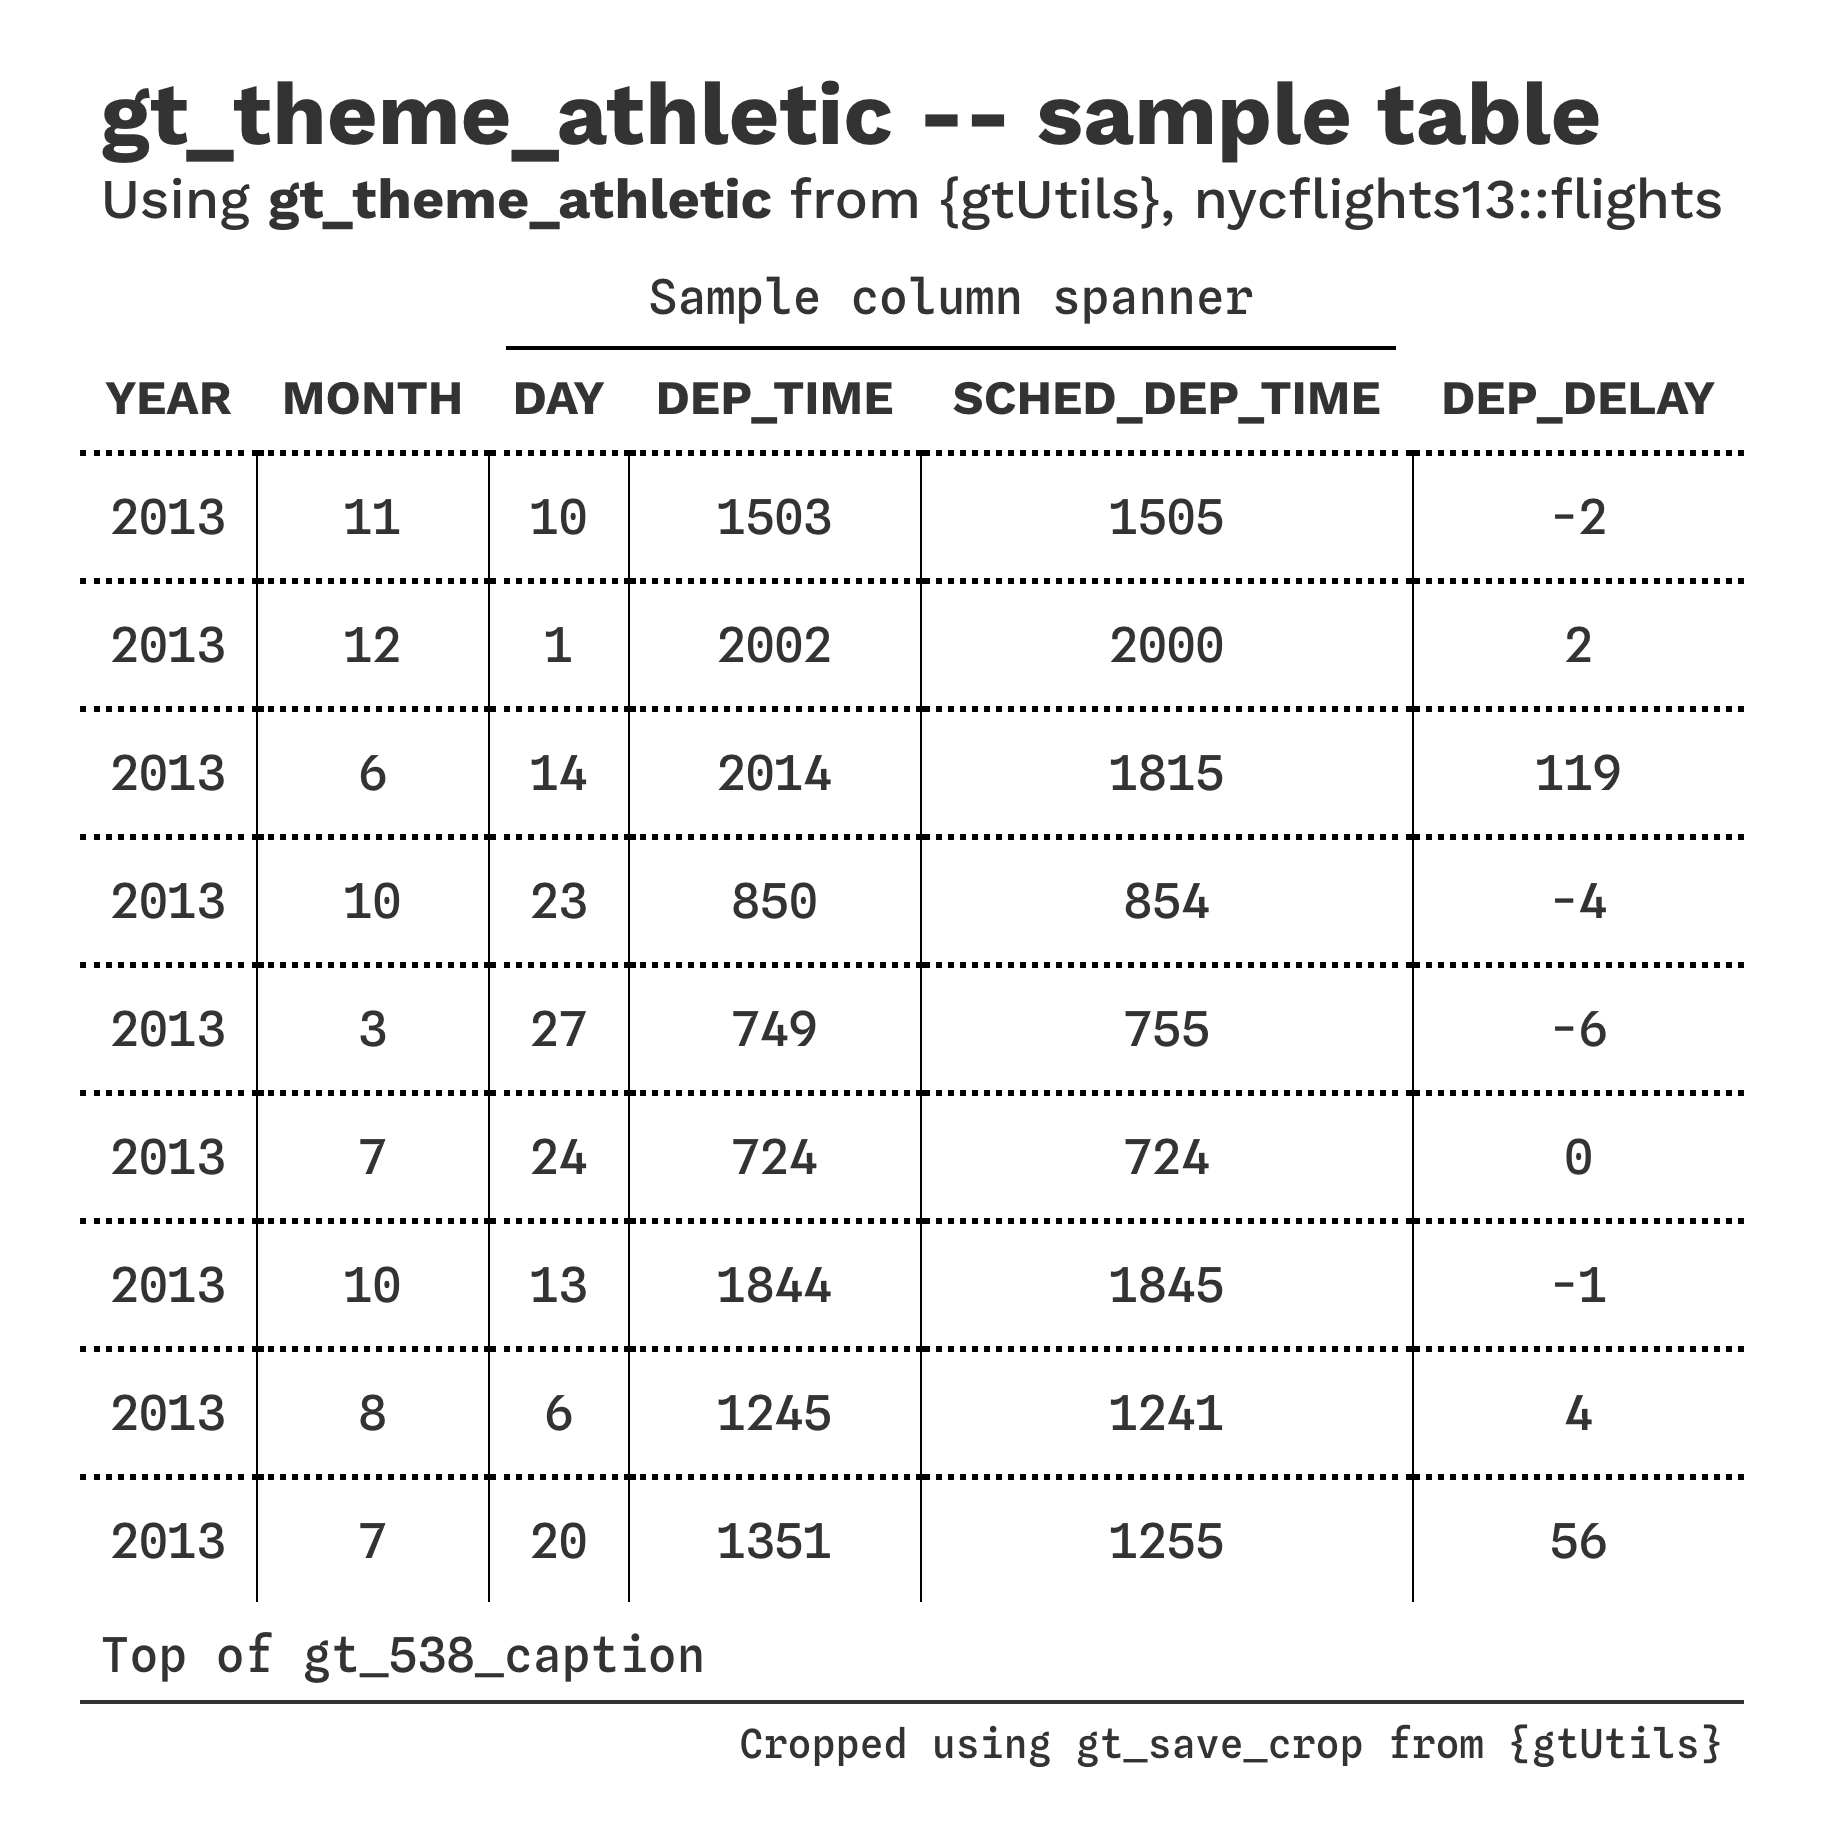 gt_theme_athletic -- sample table
Using gt_theme_athletic from {gtUtils}, nycflights13::flights
Sample column spanner
YEAR MONTH DAY DEP_TIME SCHED_DEP_TIME DEP_DELAY
2013 11 10 1503 1505 -2
2013 12 1 2002 2000 2
2013 6 14 2014 1815 119
2013 10 23 850 854 -4
2013 3 27 749 755 -6
2013 7 24 724 724 0
2013 10 13 1844 1845 -1
2013 8 6 1245 1241 4
2013 7 20 1351 1255 56
Top of gt_538_caption
Cropped using gt_save_crop from {gtUtils}